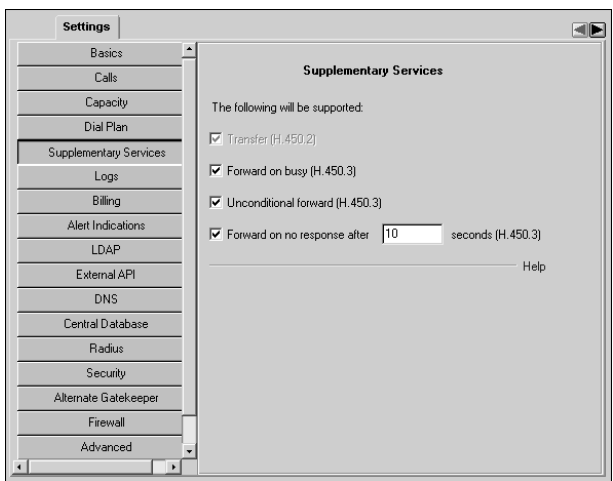 Settings
Basics
Calls
Capacity
Dial Plan
Supplementary Services
Logs
Billing
Alert Indications
LDAP
External API
DNS
Central Database
Radius
Security
Alternate Gatekeeper
Firewall
Advanced
Supplementary Services
The following will be supported:
Transfer (H.450.2)
Forward on busy (H.450.3)
Unconditional forward (H.450.3)
Forward on no response after 10 seconds (H.450.3)
Help